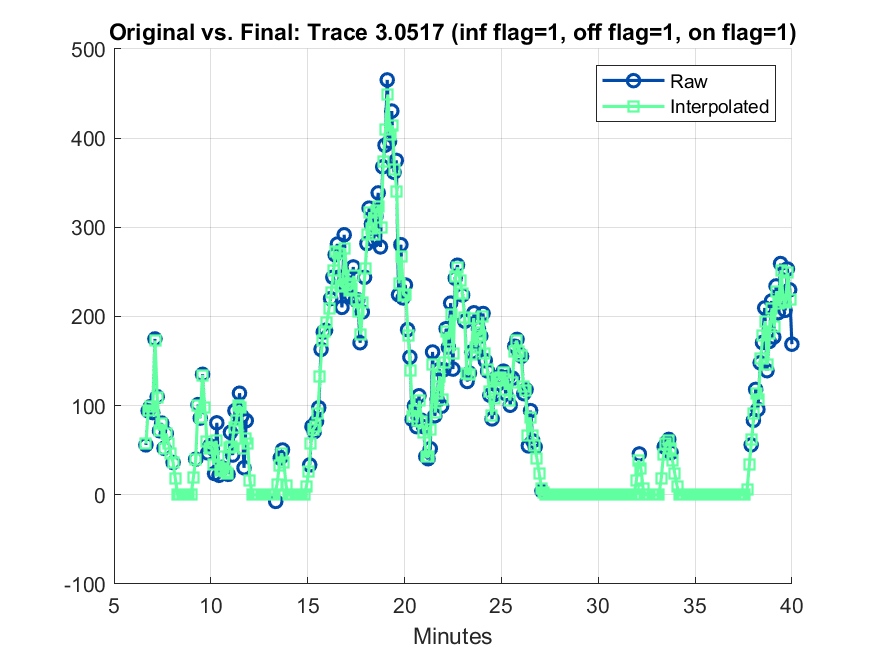 Original vs. Final: Trace 3.0517 (inf flag=1, off flag=1, on flag=1)
500
Raw
Interpolated
400
300
200
100
0
-100
5 10 15 20 25 30 35 40
Minutes